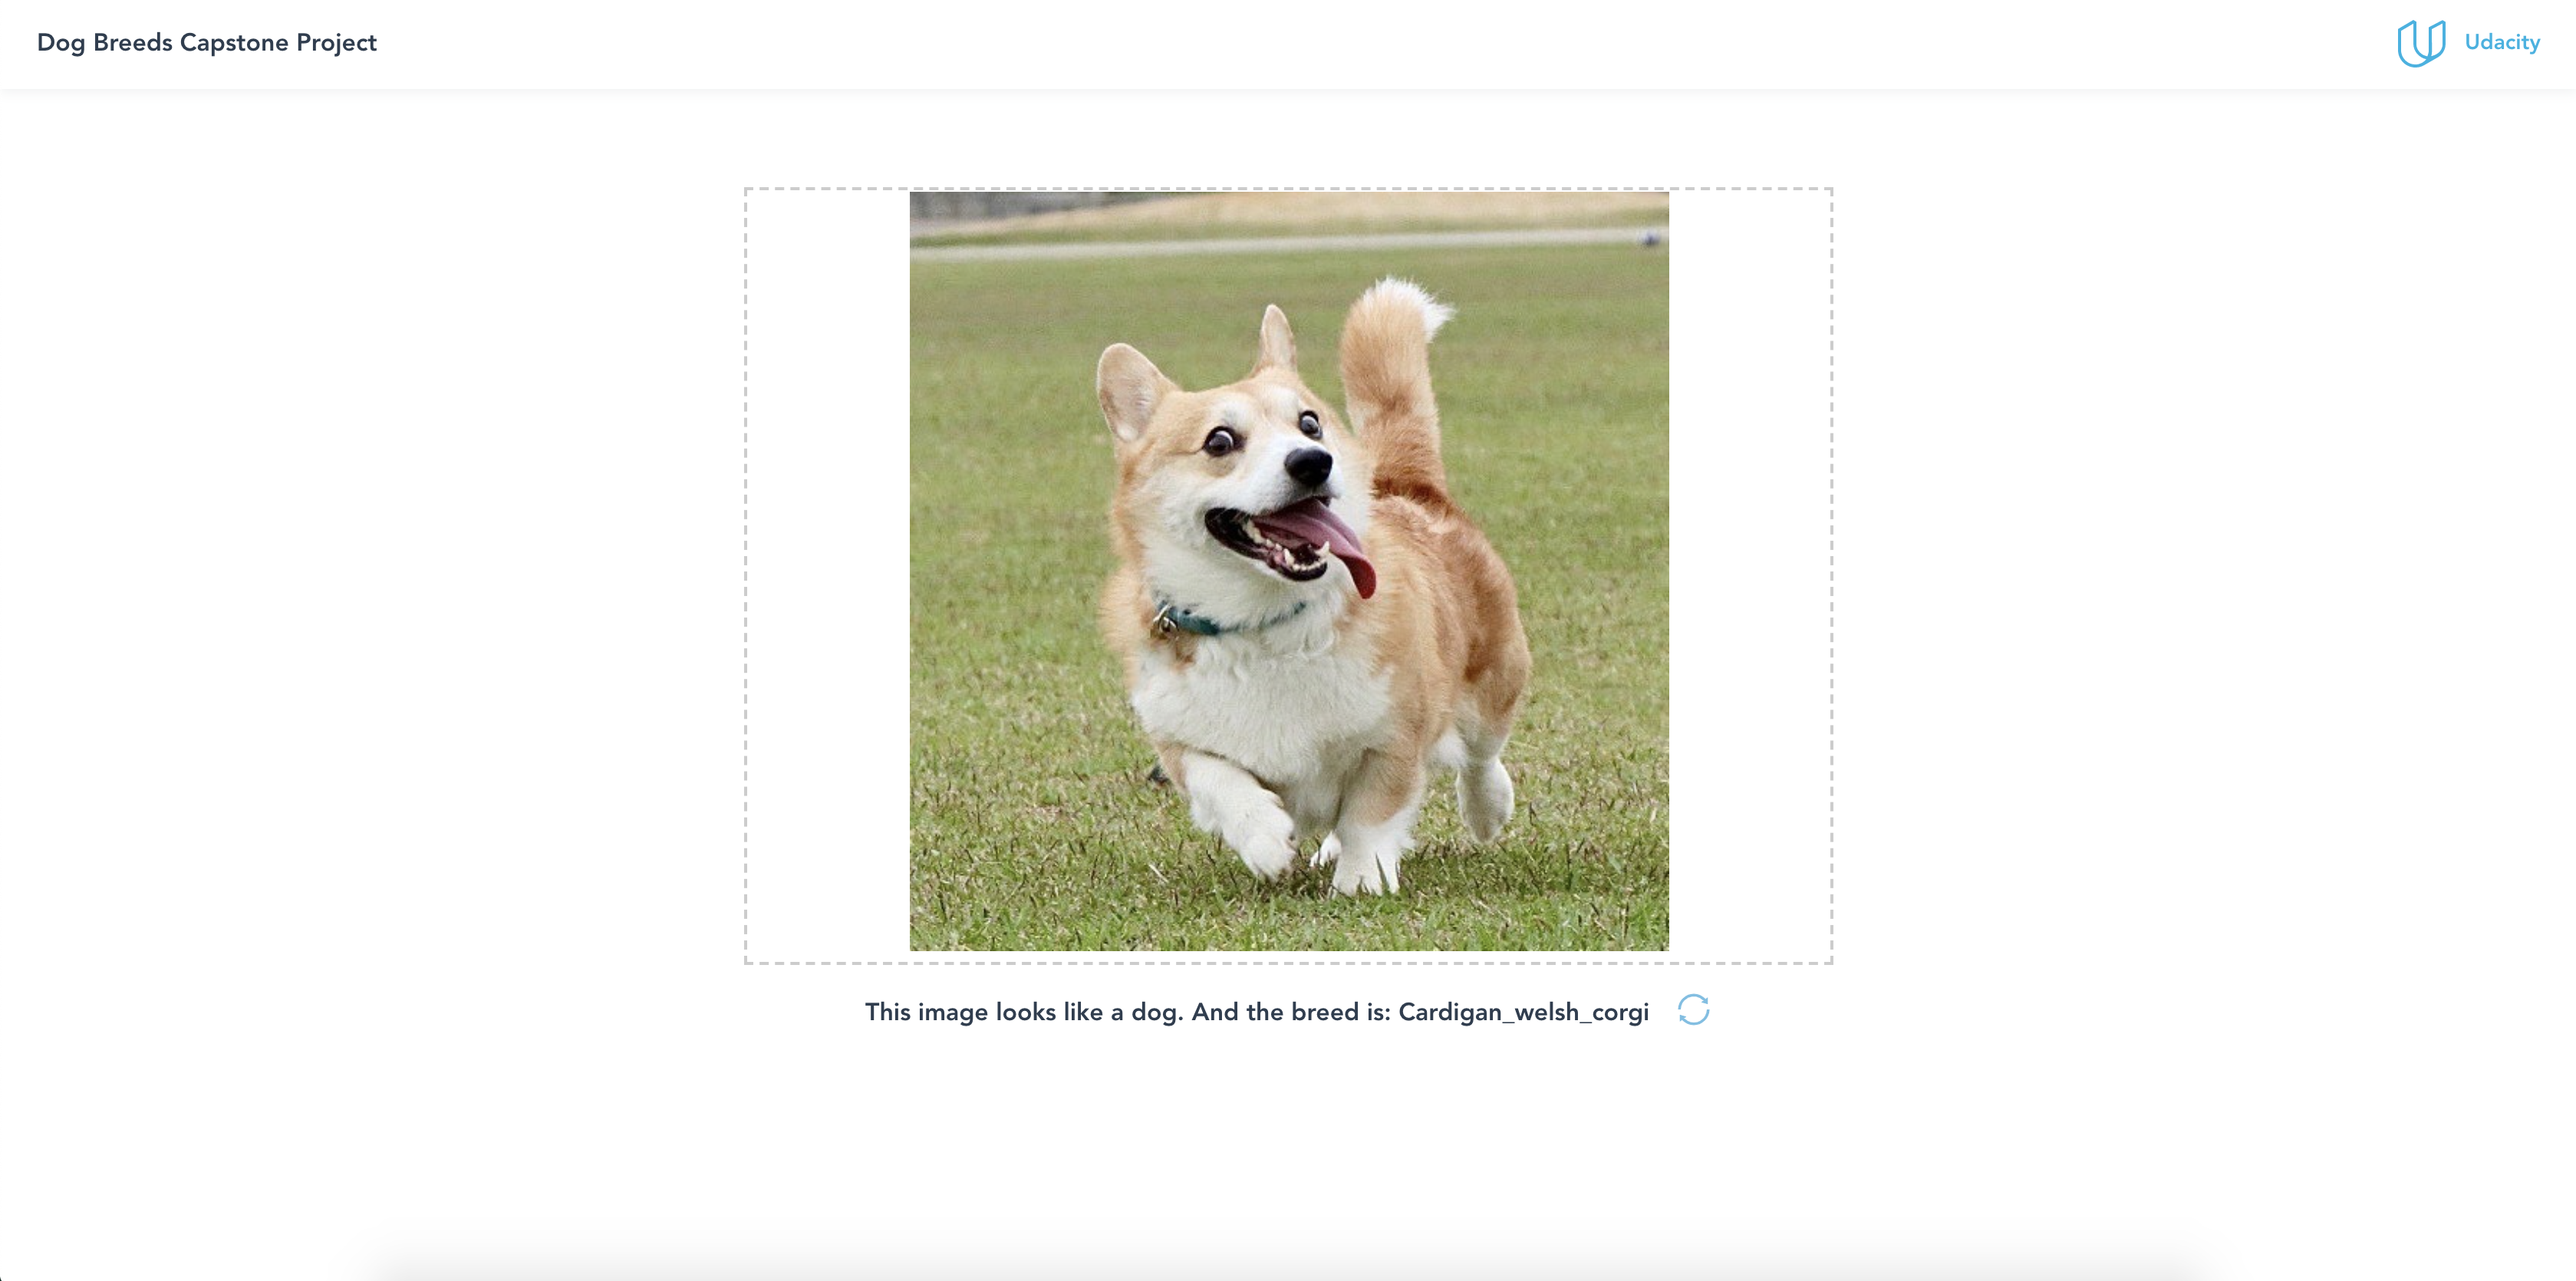 Dog Breeds Capstone Project
Udacity
This image looks like a dog. And the breed is: Cardigan_welsh_corgi